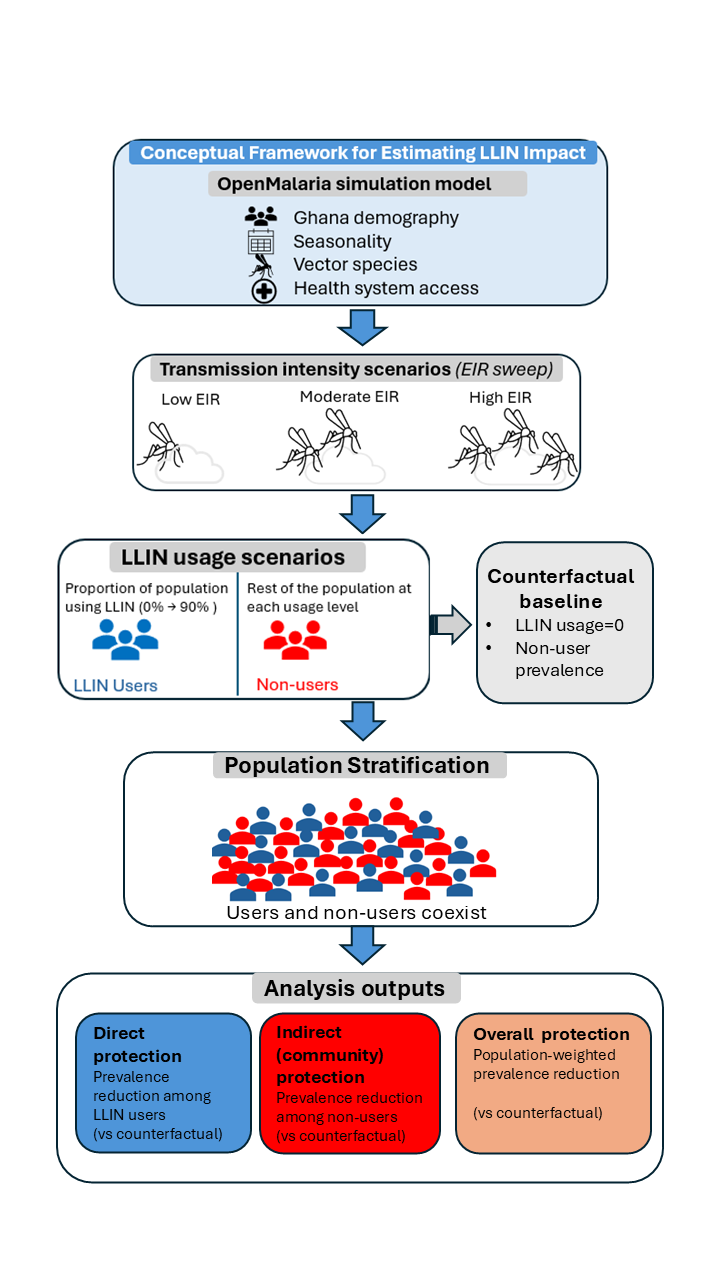 Conceptual Framework for Estimating LLIN Impact
OpenMalaria simulation model
Ghana demography
Seasonality
Vector species
Health system access
Transmission intensity scenarios (EIR sweep)
Low EIR
Moderate EIR
High EIR
LLIN usage scenarios
Proportion of population
using LLIN (0% → 90% )
LLIN Users
Rest of the population at
each usage level
Non-users
Counterfactual
baseline
• LLIN usage=0
• Non-user
prevalence
Population Stratification
Users and non-users coexist
Analysis outputs
Direct
protection
Prevalence
reduction among
LLIN users
(vs counterfactual)
Indirect
(community)
protection
Prevalence reduction
among non-users
(vs counterfactual)
Overall protection
Population-weighted
prevalence reduction
(vs counterfactual)